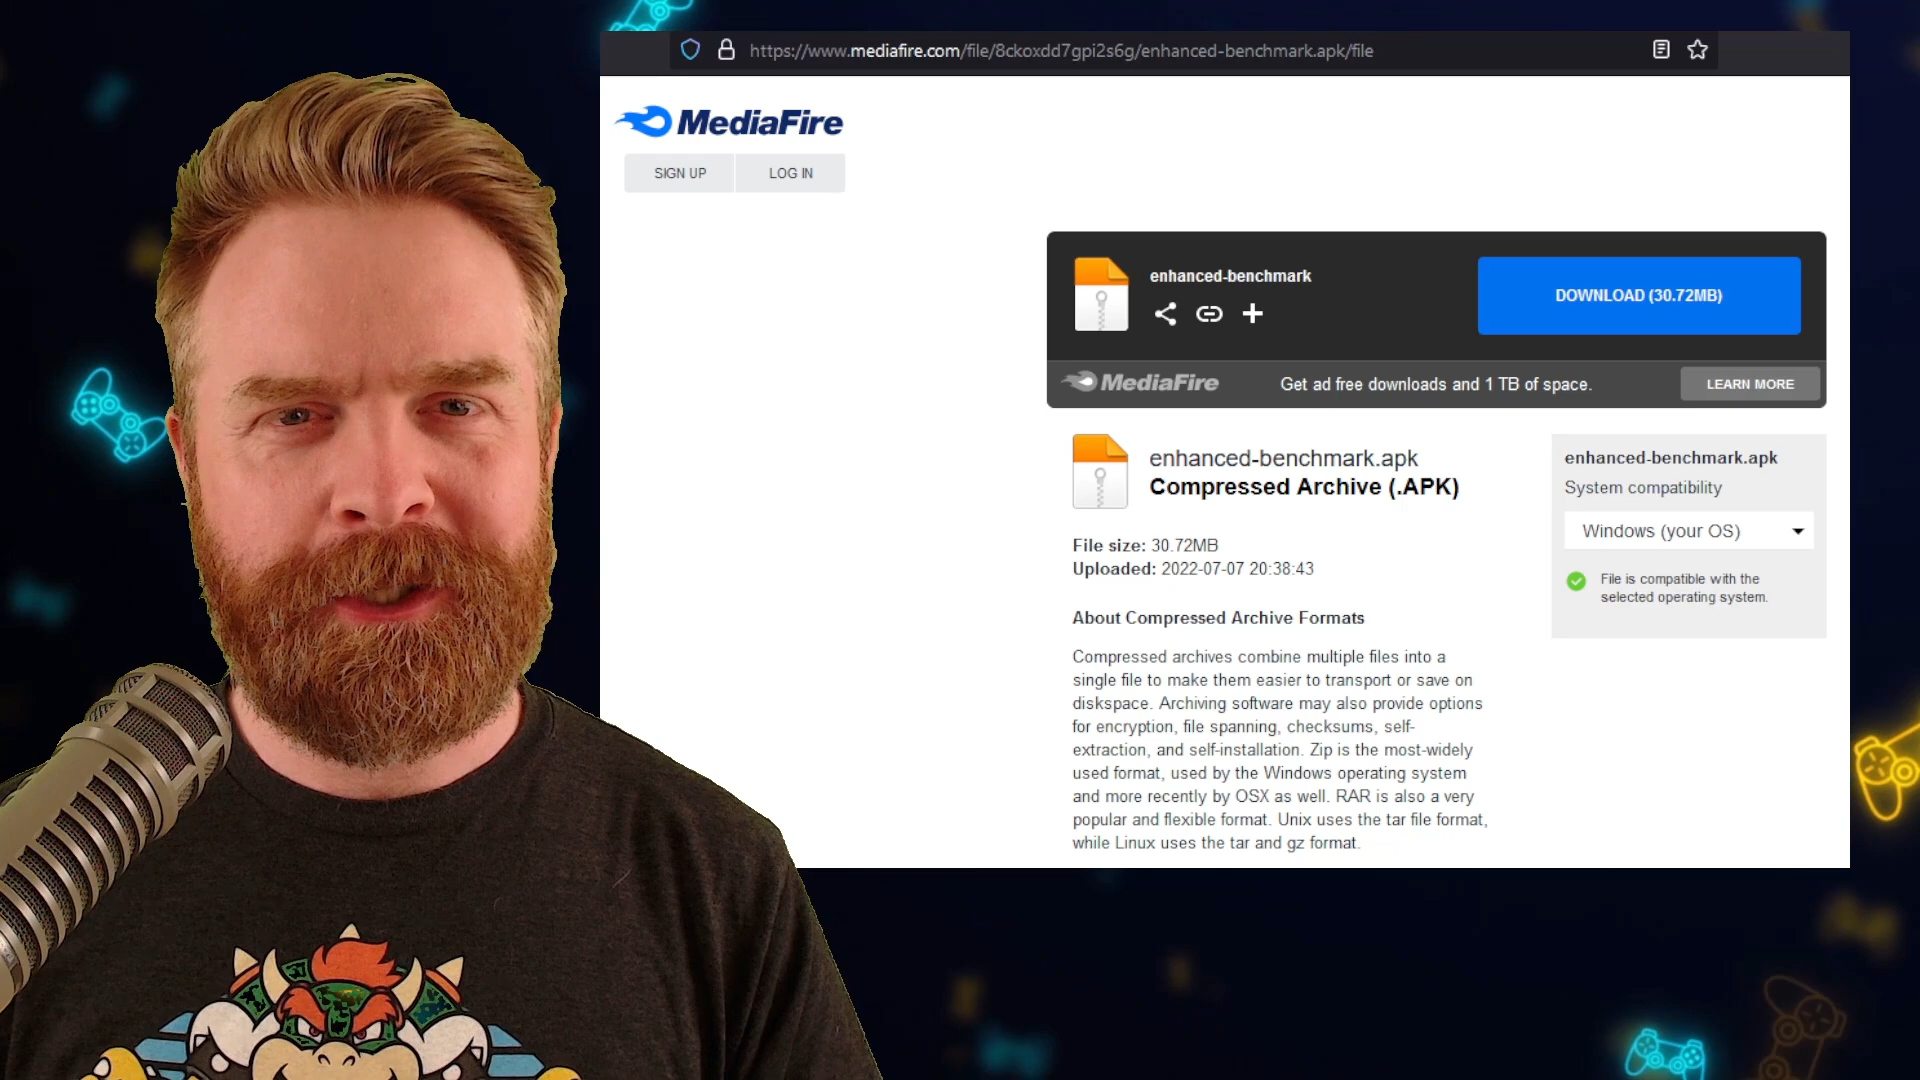 https://www.mediafire.com/file/8ckoxdd7gpi2s6g/enhanced-benchmark.apk/file
MediaFire
SIGN UP
LOG IN
enhanced-benchmark
DOWNLOAD (30.72MB)
MediaFire
Get ad free downloads and 1 TB of space.
LEARN MORE
enhanced-benchmark.apk
Compressed Archive (.APK)
File size: 30.72MB
Uploaded: 2022-07-07 20:38:43
About Compressed Archive Formats
Compressed archives combine multiple files into a
single file to make them easier to transport or save on
diskspace. Archiving software may also provide options
for encryption, file spanning, checksums, self-
extraction, and self-installation. Zip is the most-widely
used format, used by the Windows operating system
and more recently by OSX as well. RAR is also a very
popular and flexible format. Unix uses the tar file format,
while Linux uses the tar and gz format.
enhanced-benchmark.apk
System compatibility
Windows (your OS)
File is compatible with the
selected operating system.